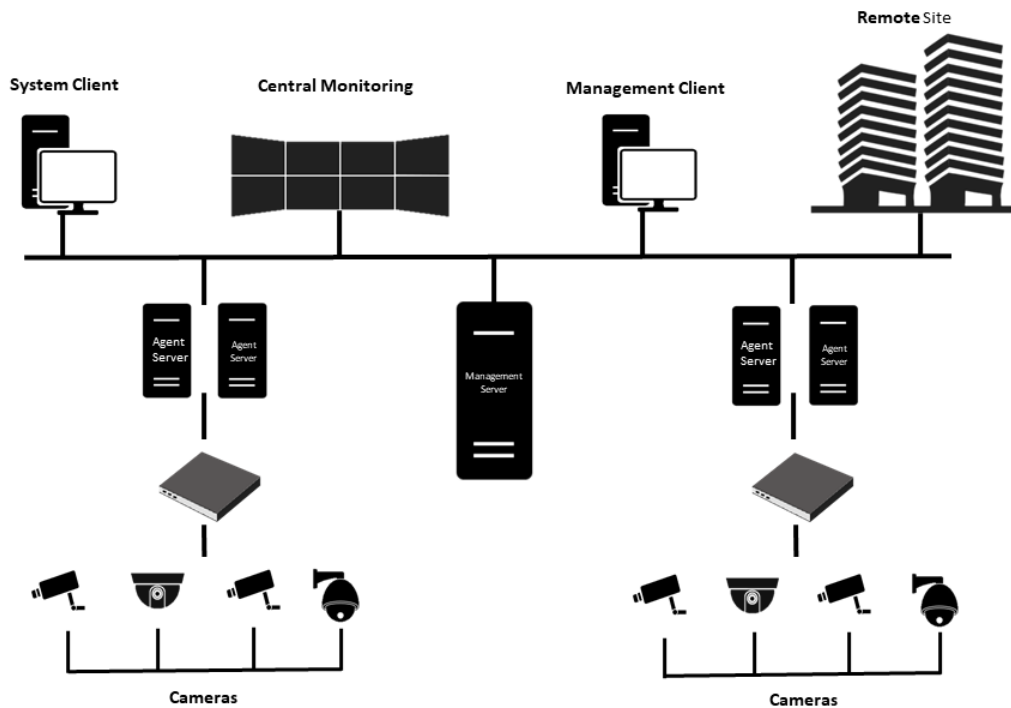 Remote Site
System Client
Central Monitoring
Management Client
Agent
Server
Agent
Server
Management
Server
Agent
Server
Agent
Server
Cameras
Cameras